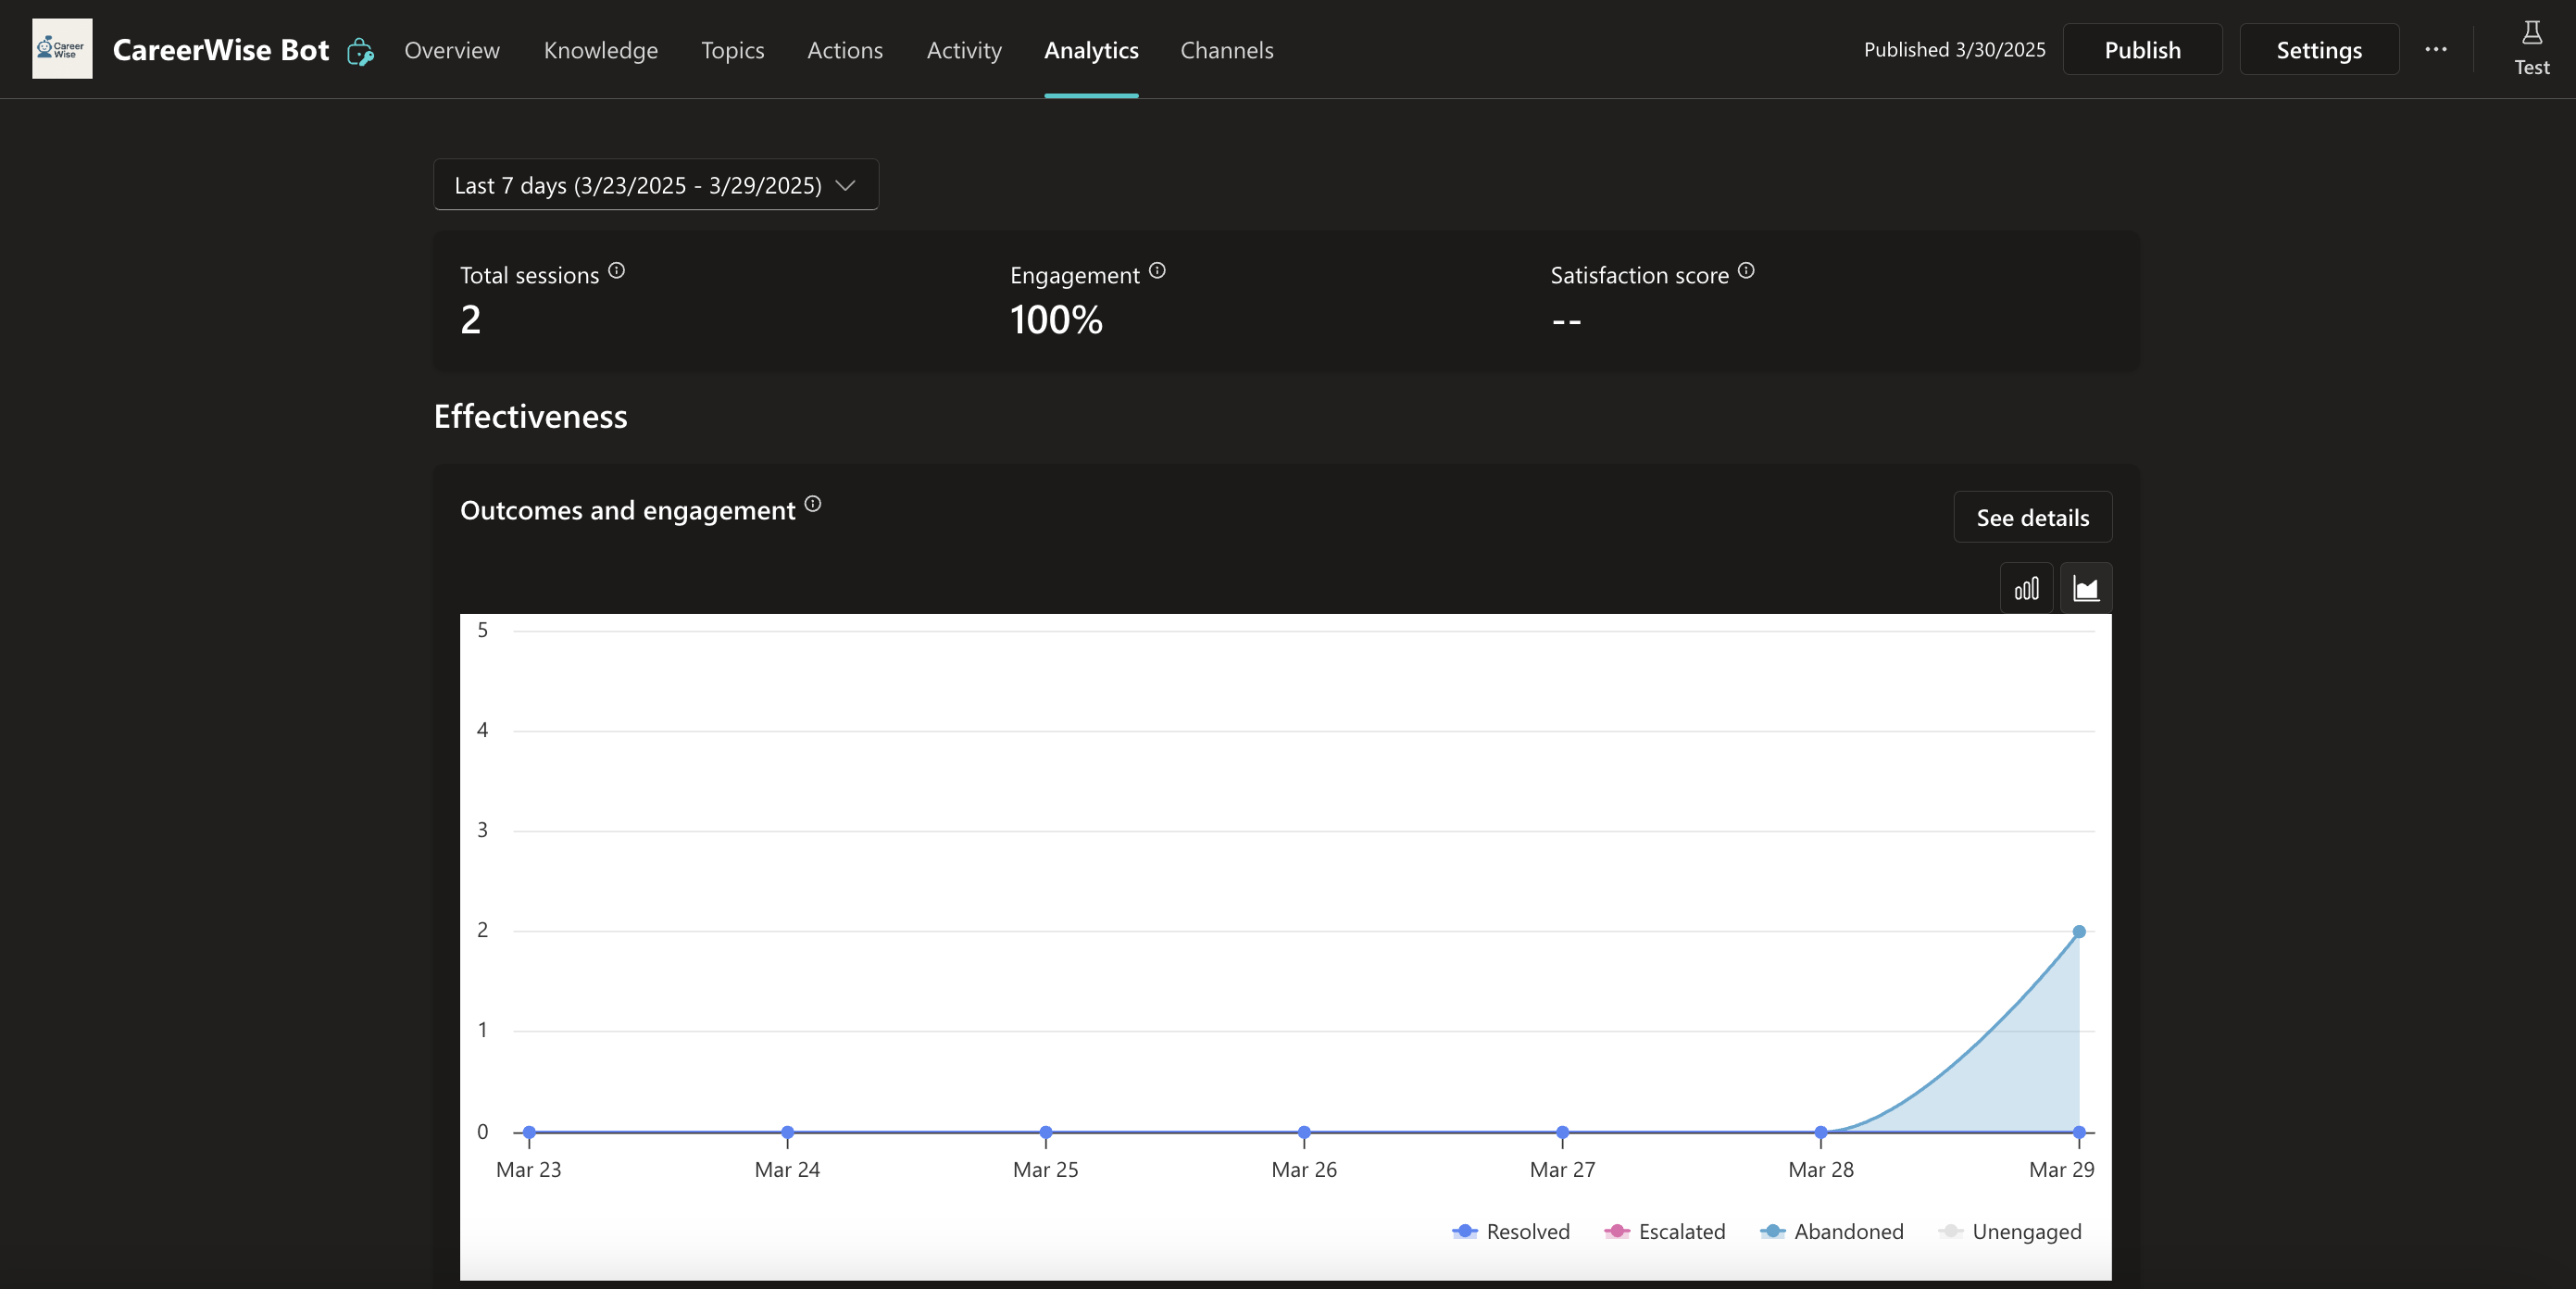 Career
Wise
CareerWise Bot
Overview
Knowledge
Topics
Actions
Activity
Analytics
Channels
Published 3/30/2025
Publish
Settings
Test
Last 7 days (3/23/2025 - 3/29/2025)
Total sessions
2
Engagement
100%
Satisfaction score
--
Effectiveness
Outcomes and engagement
See details
5
4
3
2
1
0
Mar 23
Mar 24
Mar 25
Mar 26
Mar 27
Mar 28
Mar 29
Resolved
Escalated
Abandoned
Unengaged